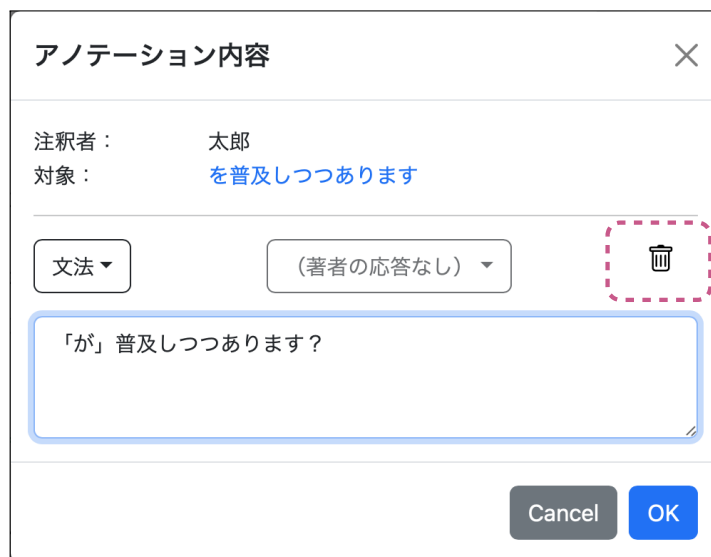 アノテーション内容
注釈者： 太郎
対象： を普及しつつあります
文法 （著者の応答なし）
「が」普及しつつあります？
Cancel OK